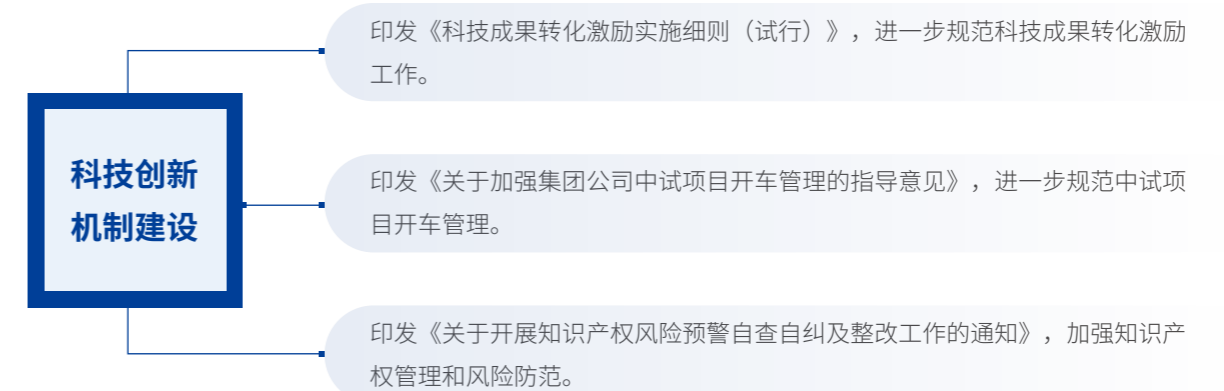 科技创新
机制建设
印发《科技成果转化激励实施细则（试行）》，进一步规范科技成果转化激励
工作。
印发《关于加强集团公司中试项目开车管理的指导意见》，进一步规范中试项
目开车管理。
印发《关于开展知识产权风险预警自查自纠及整改工作的通知》，加强知识产
权管理和风险防范。